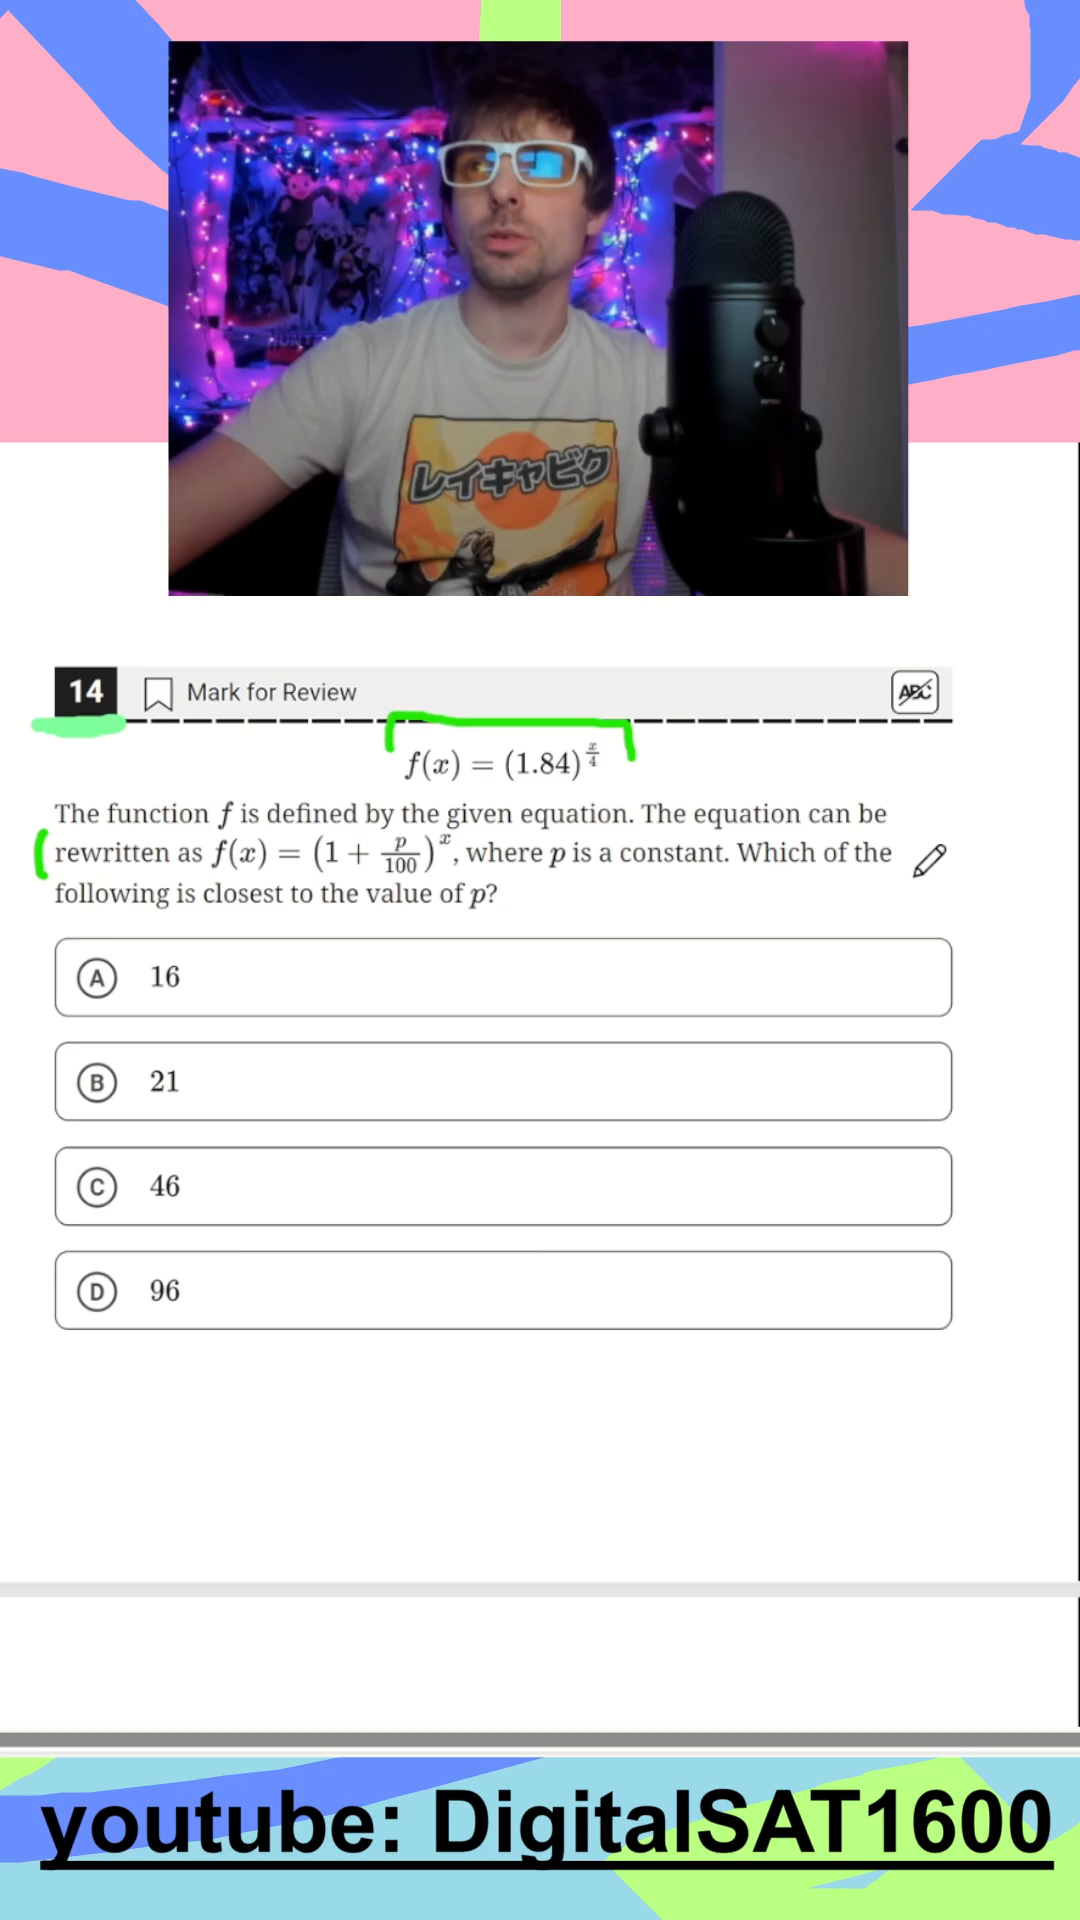 レイキャビク
14 Mark for Review ABC
f(x) = (1.84)^{x/4}
The function f is defined by the given equation. The equation can be
rewritten as f(x) = (1 + p/100)^x, where p is a constant. Which of the
following is closest to the value of p?
A 16
B 21
C 46
D 96
youtube: DigitalSAT1600